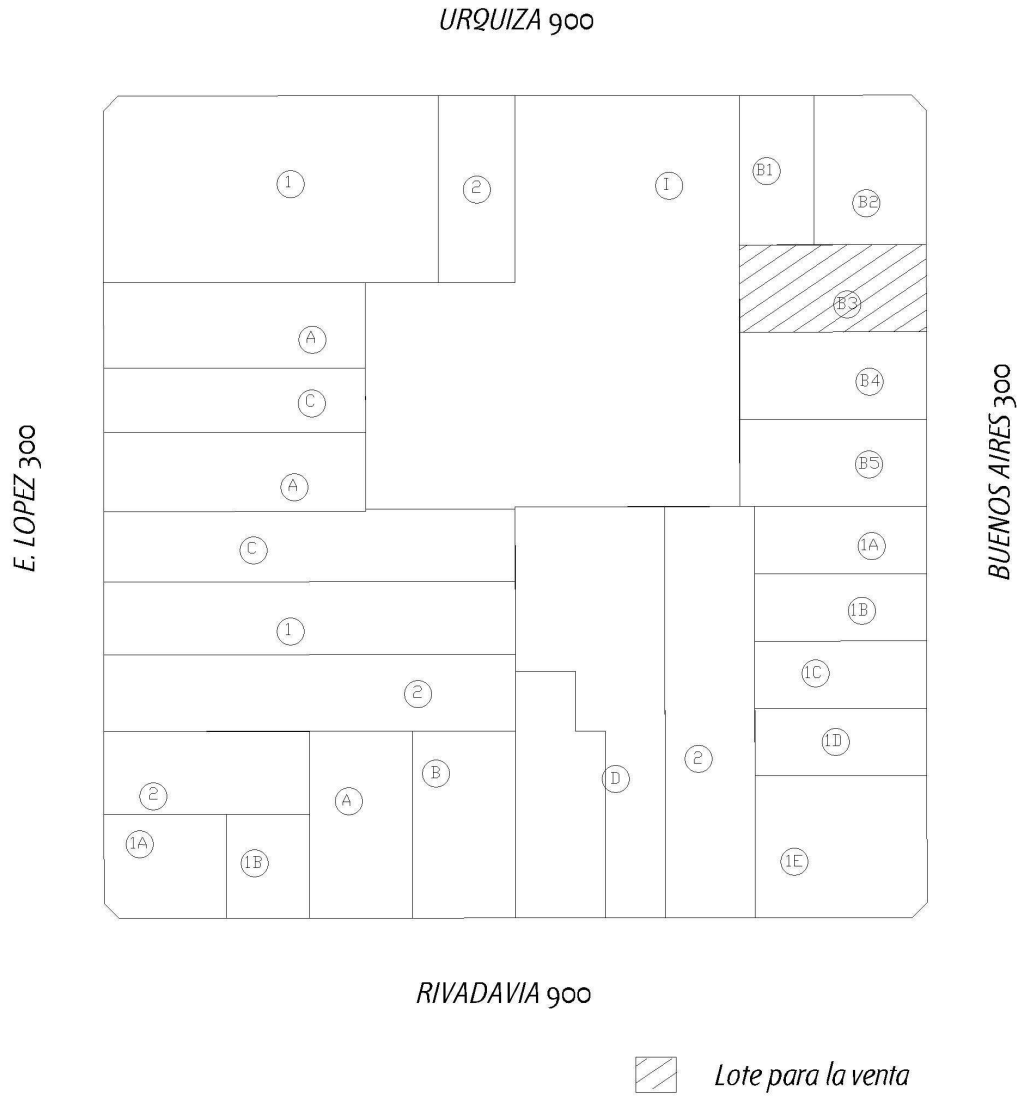 URQUIZA 900
1
2
I
B1
B2
B3
A
B4
C
B5
A
E. LOPEZ 300
BUENOS AIRES 300
C
1A
1
1B
2
1C
1D
2
B
D
2
A
1A
1B
1E
RIVADAVIA 900
Lote para la venta